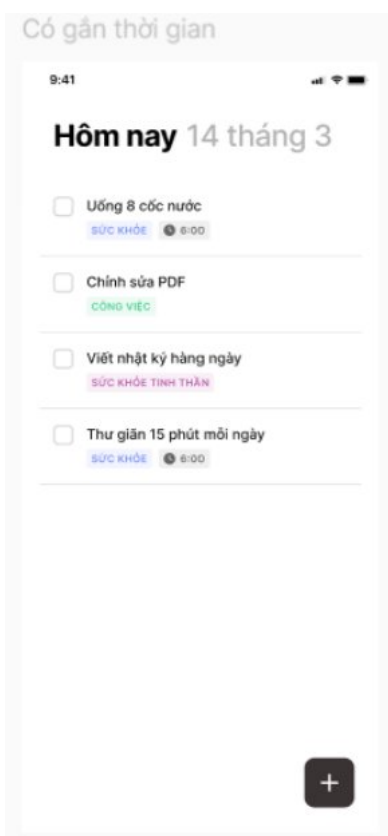 Có gắn thời gian
9:41
Hôm nay 14 tháng 3
Uống 8 cốc nước
SỨC KHỎE 6:00
Chỉnh sửa PDF
CÔNG VIỆC
Viết nhật ký hàng ngày
SỨC KHỎE TINH THẦN
Thư giãn 15 phút mỗi ngày
SỨC KHỎE 6:00
+